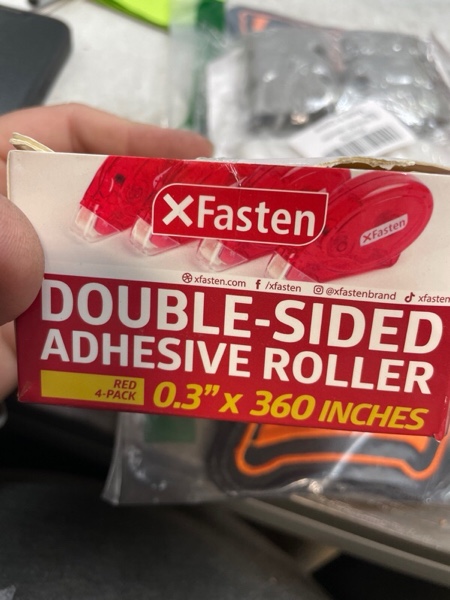 XFasten
XFasten
xfasten.com /xfasten @xfastenbrand xfasten
DOUBLE-SIDED
ADHESIVE ROLLER
RED
4-PACK
0.3” x 360 INCHES